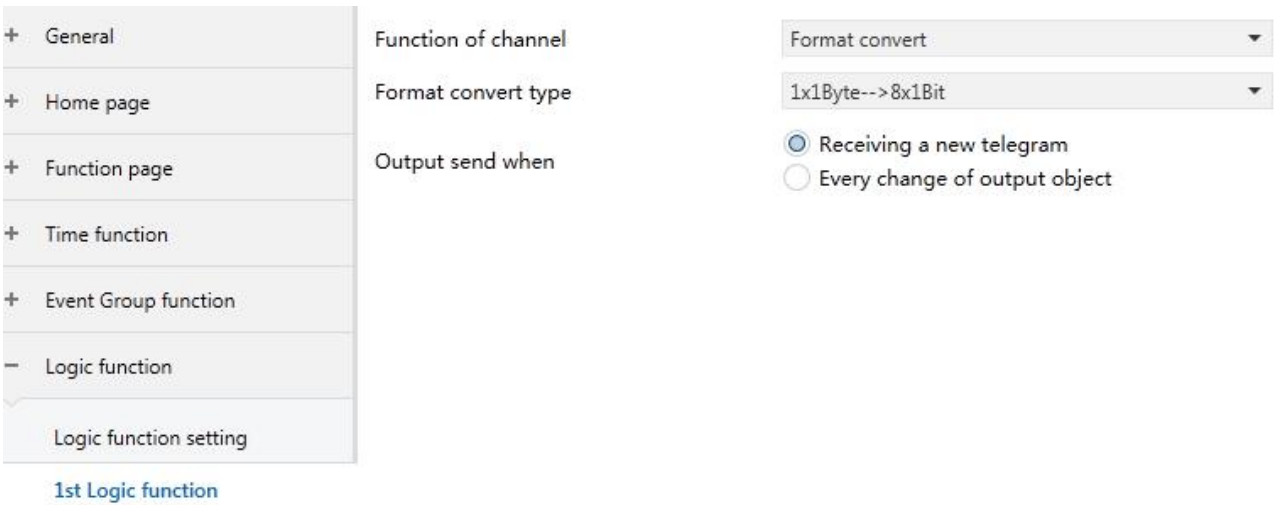 General
Home page
Function page
Time function
Event Group function
Logic function
Logic function setting
1st Logic function
Function of channel
Format convert
Format convert type
1x1Byte-->8x1Bit
Output send when
Receiving a new telegram
Every change of output object